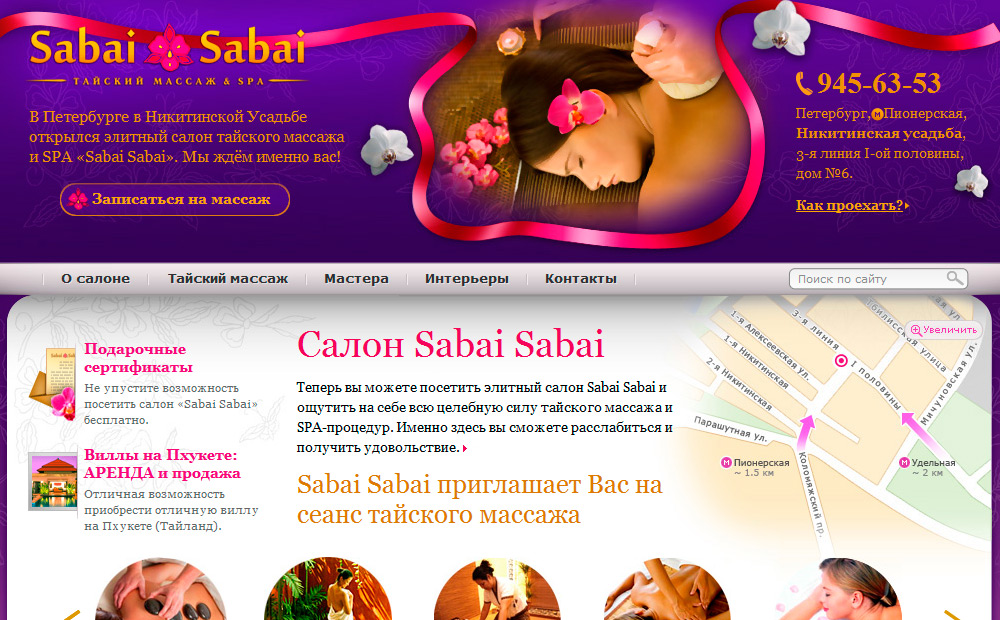 Sabai Sabai
ТАЙСКИЙ МАССАЖ & SPA
В Петербурге в Никитинской Усадьбе
открылся элитный салон тайского массажа
и SPA «Sabai Sabai». Мы ждём именно вас!
Записаться на массаж
945-63-53
Петербург, М Пионерская,
Никитинская усадьба,
3-я линия I-ой половины,
дом №6.
Как проехать?
О салоне
Тайский массаж
Мастера
Интерьеры
Контакты
Поиск по сайту
Подарочные
сертификаты
Не упустите возможность
посетить салон «Sabai Sabai»
бесплатно.
Виллы на Пхукете:
АРЕНДА и продажа
Отличная возможность
приобрести отличную виллу
на Пхукете (Тайланд).
Салон Sabai Sabai
Теперь вы можете посетить элитный салон Sabai Sabai и
ощутить на себе всю целебную силу тайского массажа и
SPA-процедур. Именно здесь вы сможете расслабиться и
получить удовольствие.
Sabai Sabai приглашает Вас на
сеанс тайского массажа
Увеличить
1-я Алексеевская ул.
1-я Никитинская
2-я Никитинская
3-я линия
I половины
улица
Мичуновская ул.
Парашутная ул.
Коломяжский пр.
М Пионерская
~ 1.5 км
М Удельная
~ 2 км